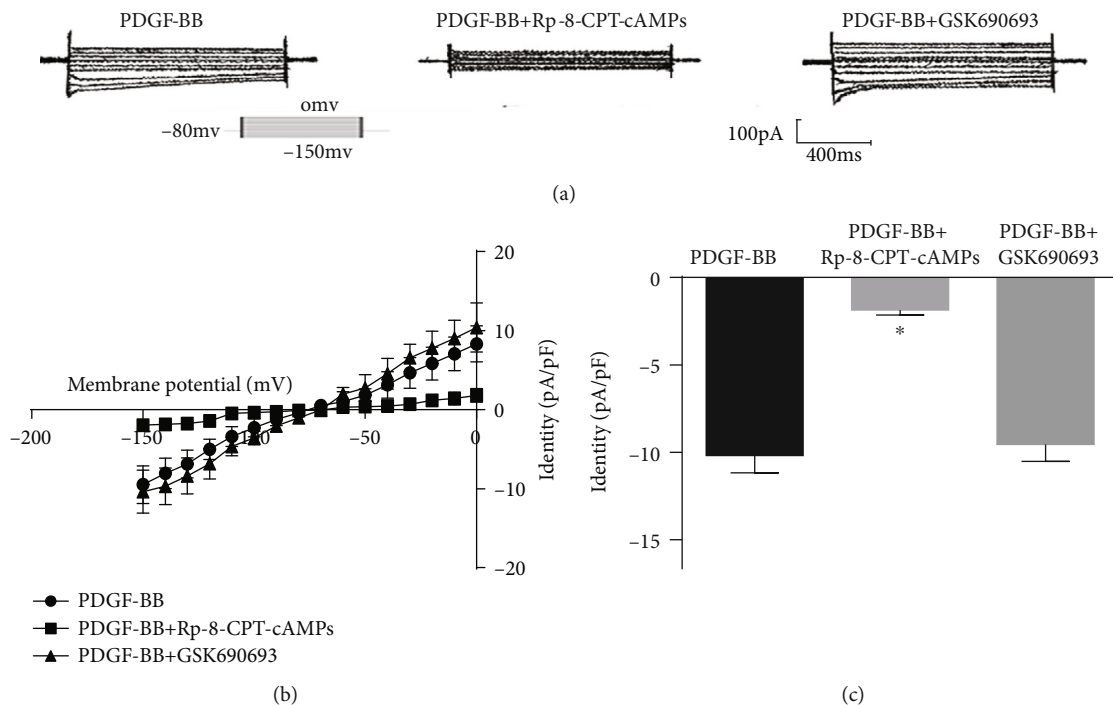 PDGF-BB
PDGF-BB+Rp-8-CPT-cAMPs
PDGF-BB+GSK690693
omv
−80mv
−150mv
100pA
400ms
(a)
20
10
0
−10
−20
Identity (pA/pF)
Membrane potential (mV)
−200
−150
−100
−50
0
PDGF-BB
PDGF-BB+Rp-8-CPT-cAMPs
PDGF-BB+GSK690693
(b)
PDGF-BB
PDGF-BB+
Rp-8-CPT-cAMPs
PDGF-BB+
GSK690693
0
−5
−10
−15
Identity (pA/pF)
*
(c)